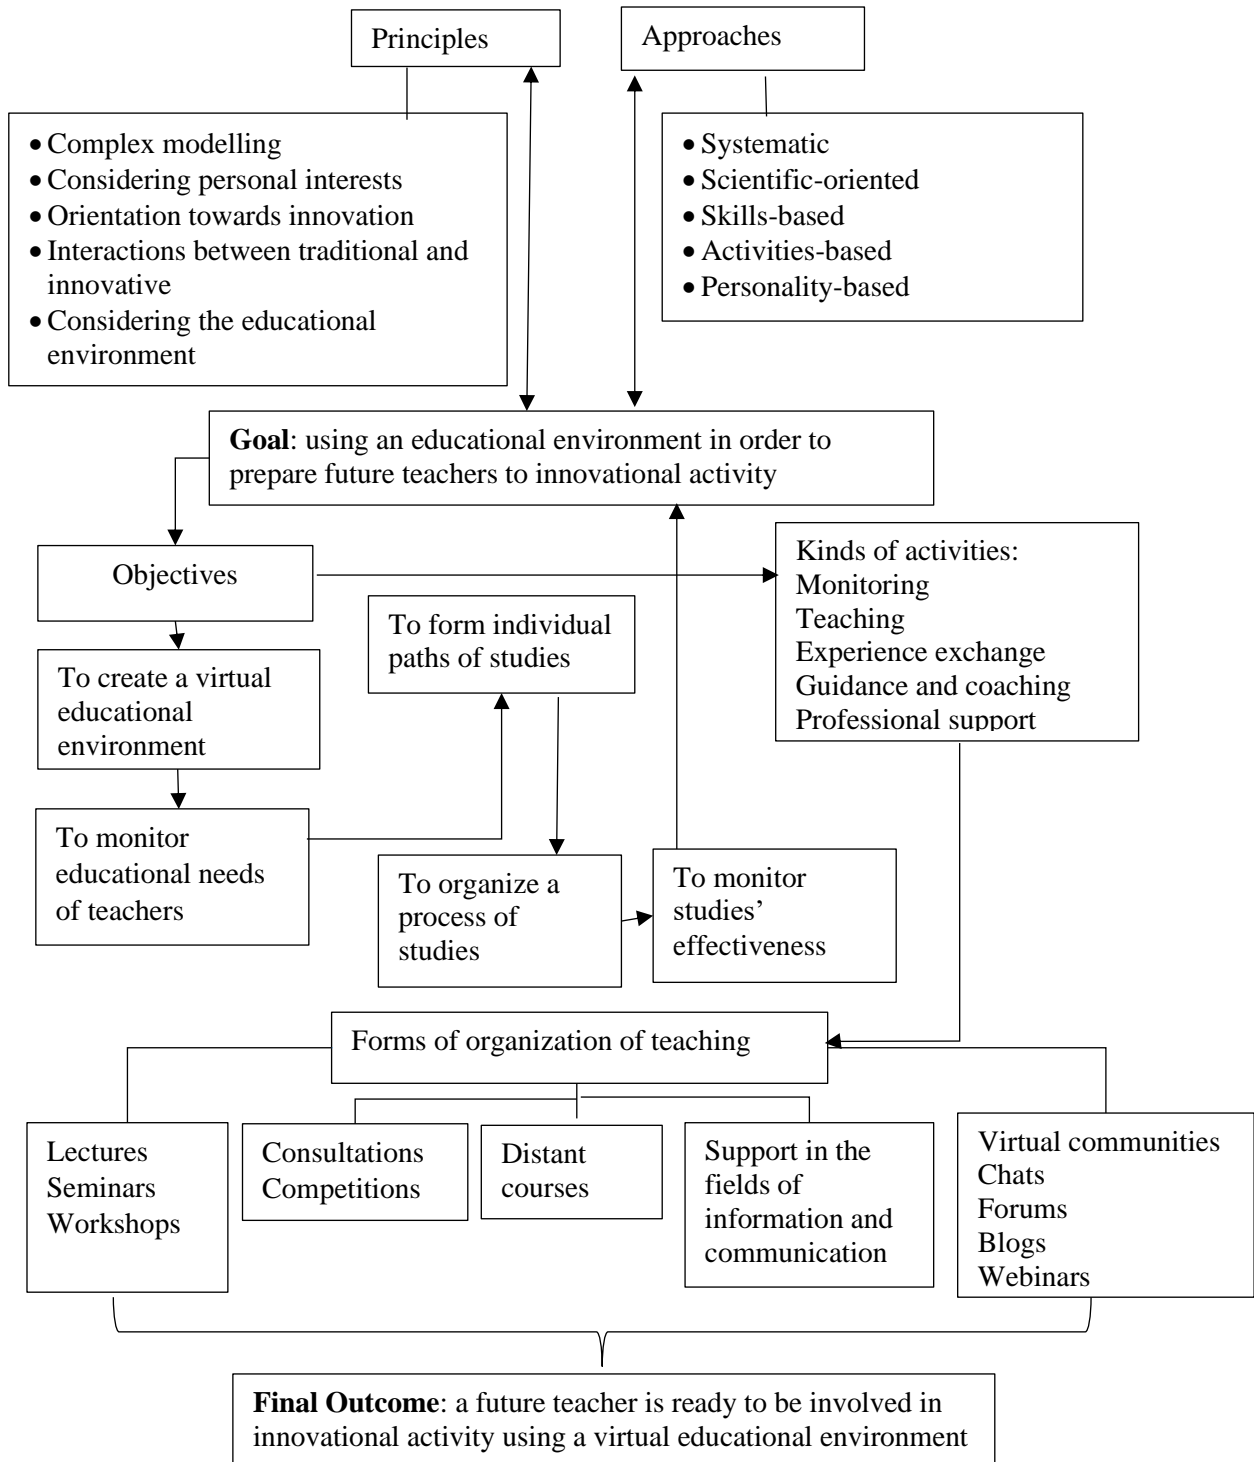 Principles
Approaches
• Complex modelling
• Considering personal interests
• Orientation towards innovation
• Interactions between traditional and
innovative
• Considering the educational
environment
• Systematic
• Scientific-oriented
• Skills-based
• Activities-based
• Personality-based
Goal: using an educational environment in order to
prepare future teachers to innovational activity
Objectives
Kinds of activities:
Monitoring
Teaching
Experience exchange
Guidance and coaching
Professional support
To form individual
paths of studies
To create a virtual
educational
environment
To monitor
educational needs
of teachers
To organize a
process of
studies
To monitor
studies’
effectiveness
Forms of organization of teaching
Lectures
Seminars
Workshops
Consultations
Competitions
Distant
courses
Support in the
fields of
information and
communication
Virtual communities
Chats
Forums
Blogs
Webinars
Final Outcome: a future teacher is ready to be involved in
innovational activity using a virtual educational environment